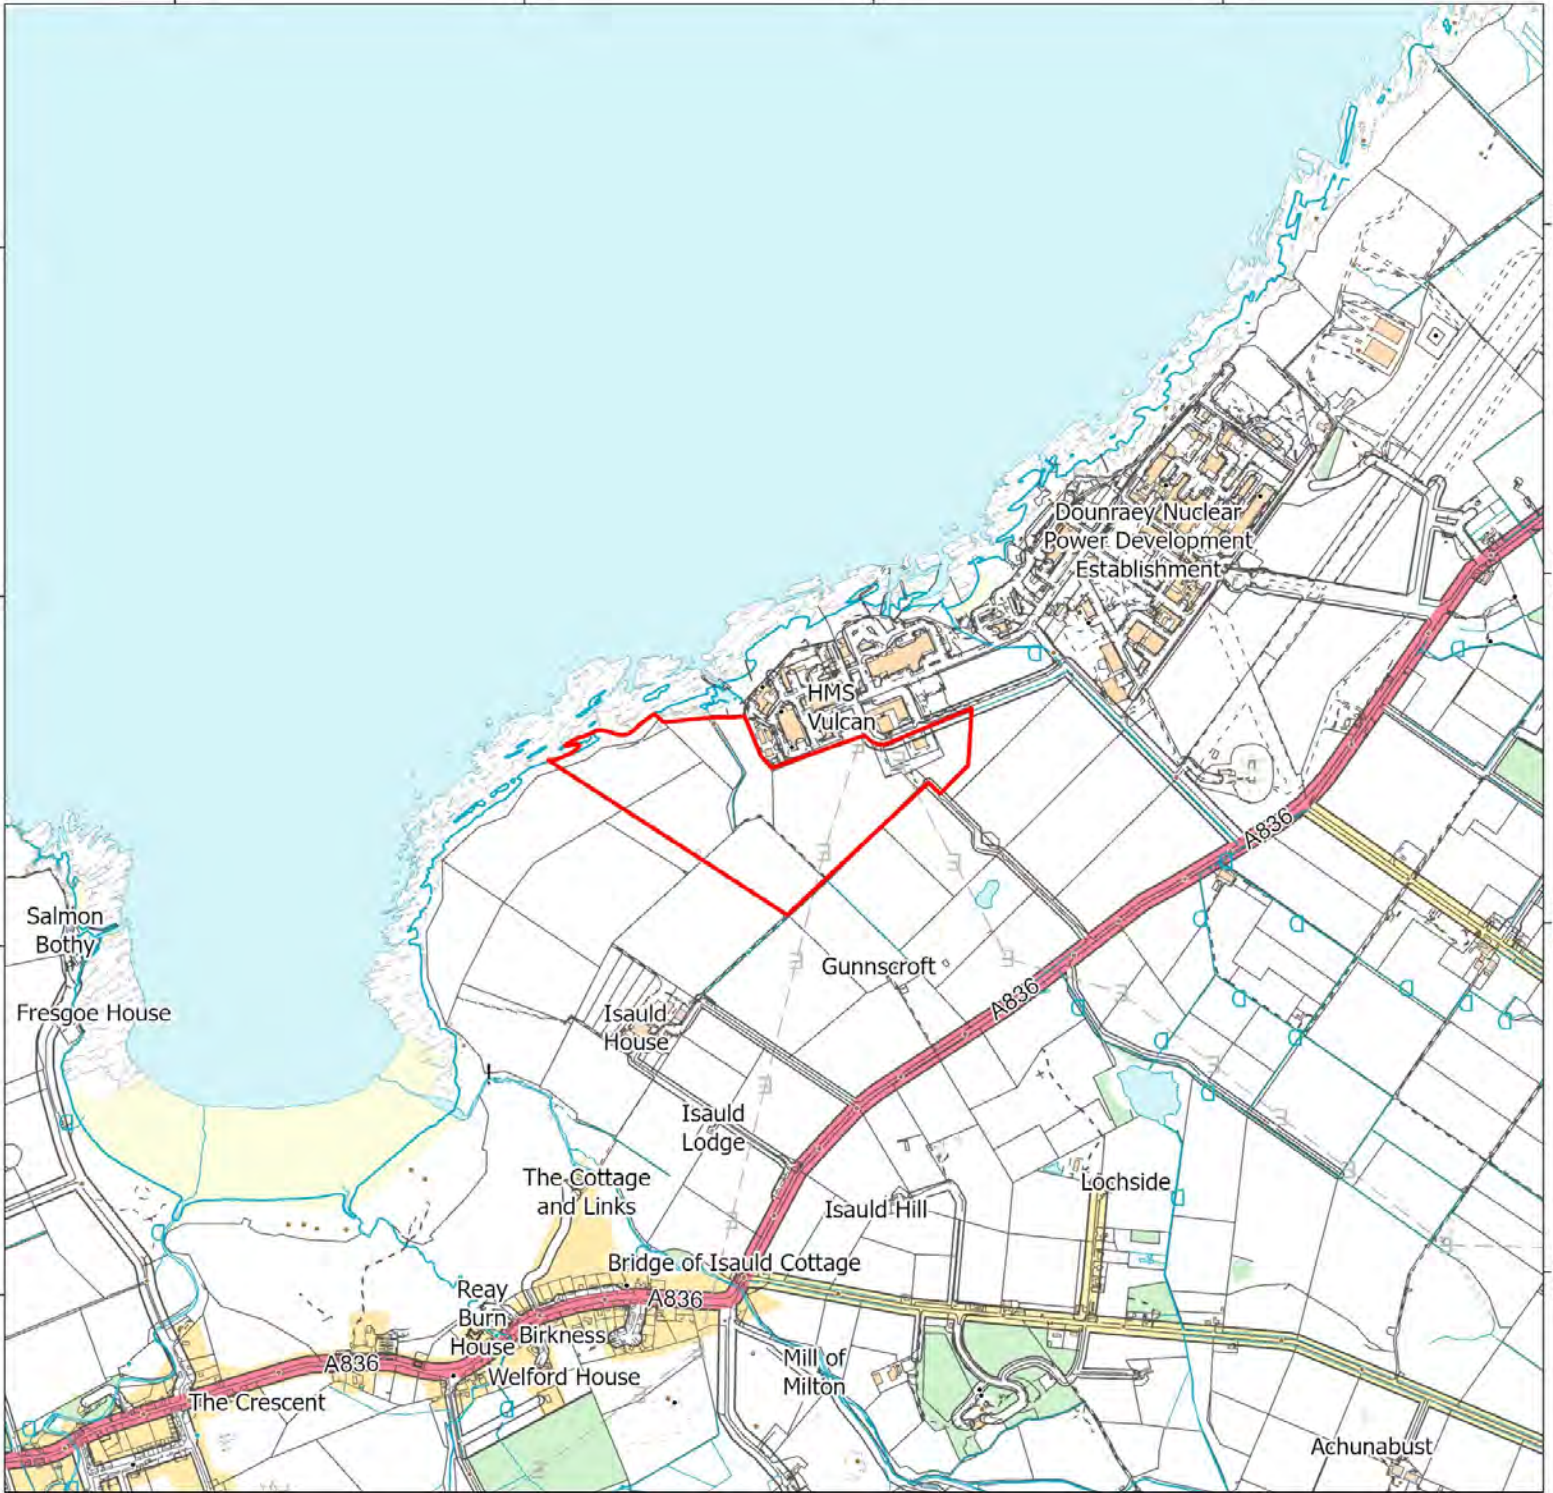 Dounraey Nuclear
Power Development
Establishment
HMS
Vulcan
A836
Salmon
Bothy
Gunnscroft
A836
Fresgoe House
Isauld
House
Isauld
Lodge
The Cottage
and Links
Lochside
Isauld Hill
Bridge of Isauld Cottage
Reay
Burn
House
A836
Birkness
A836
Mill of
Milton
Welford House
The Crescent
Achunabust